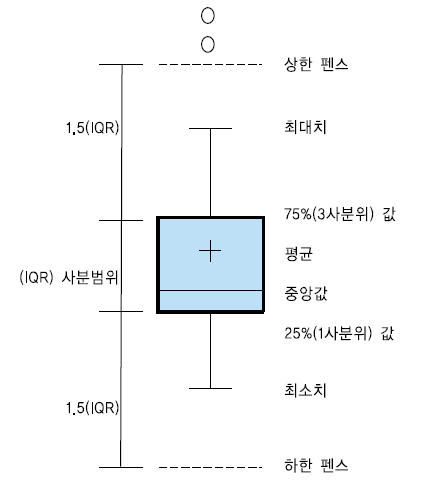 상한 펜스
1.5(IQR)
최대치
75%(3사분위) 값
평균
(IQR) 사분범위
중앙값
25%(1사분위) 값
최소치
1.5(IQR)
하한 펜스